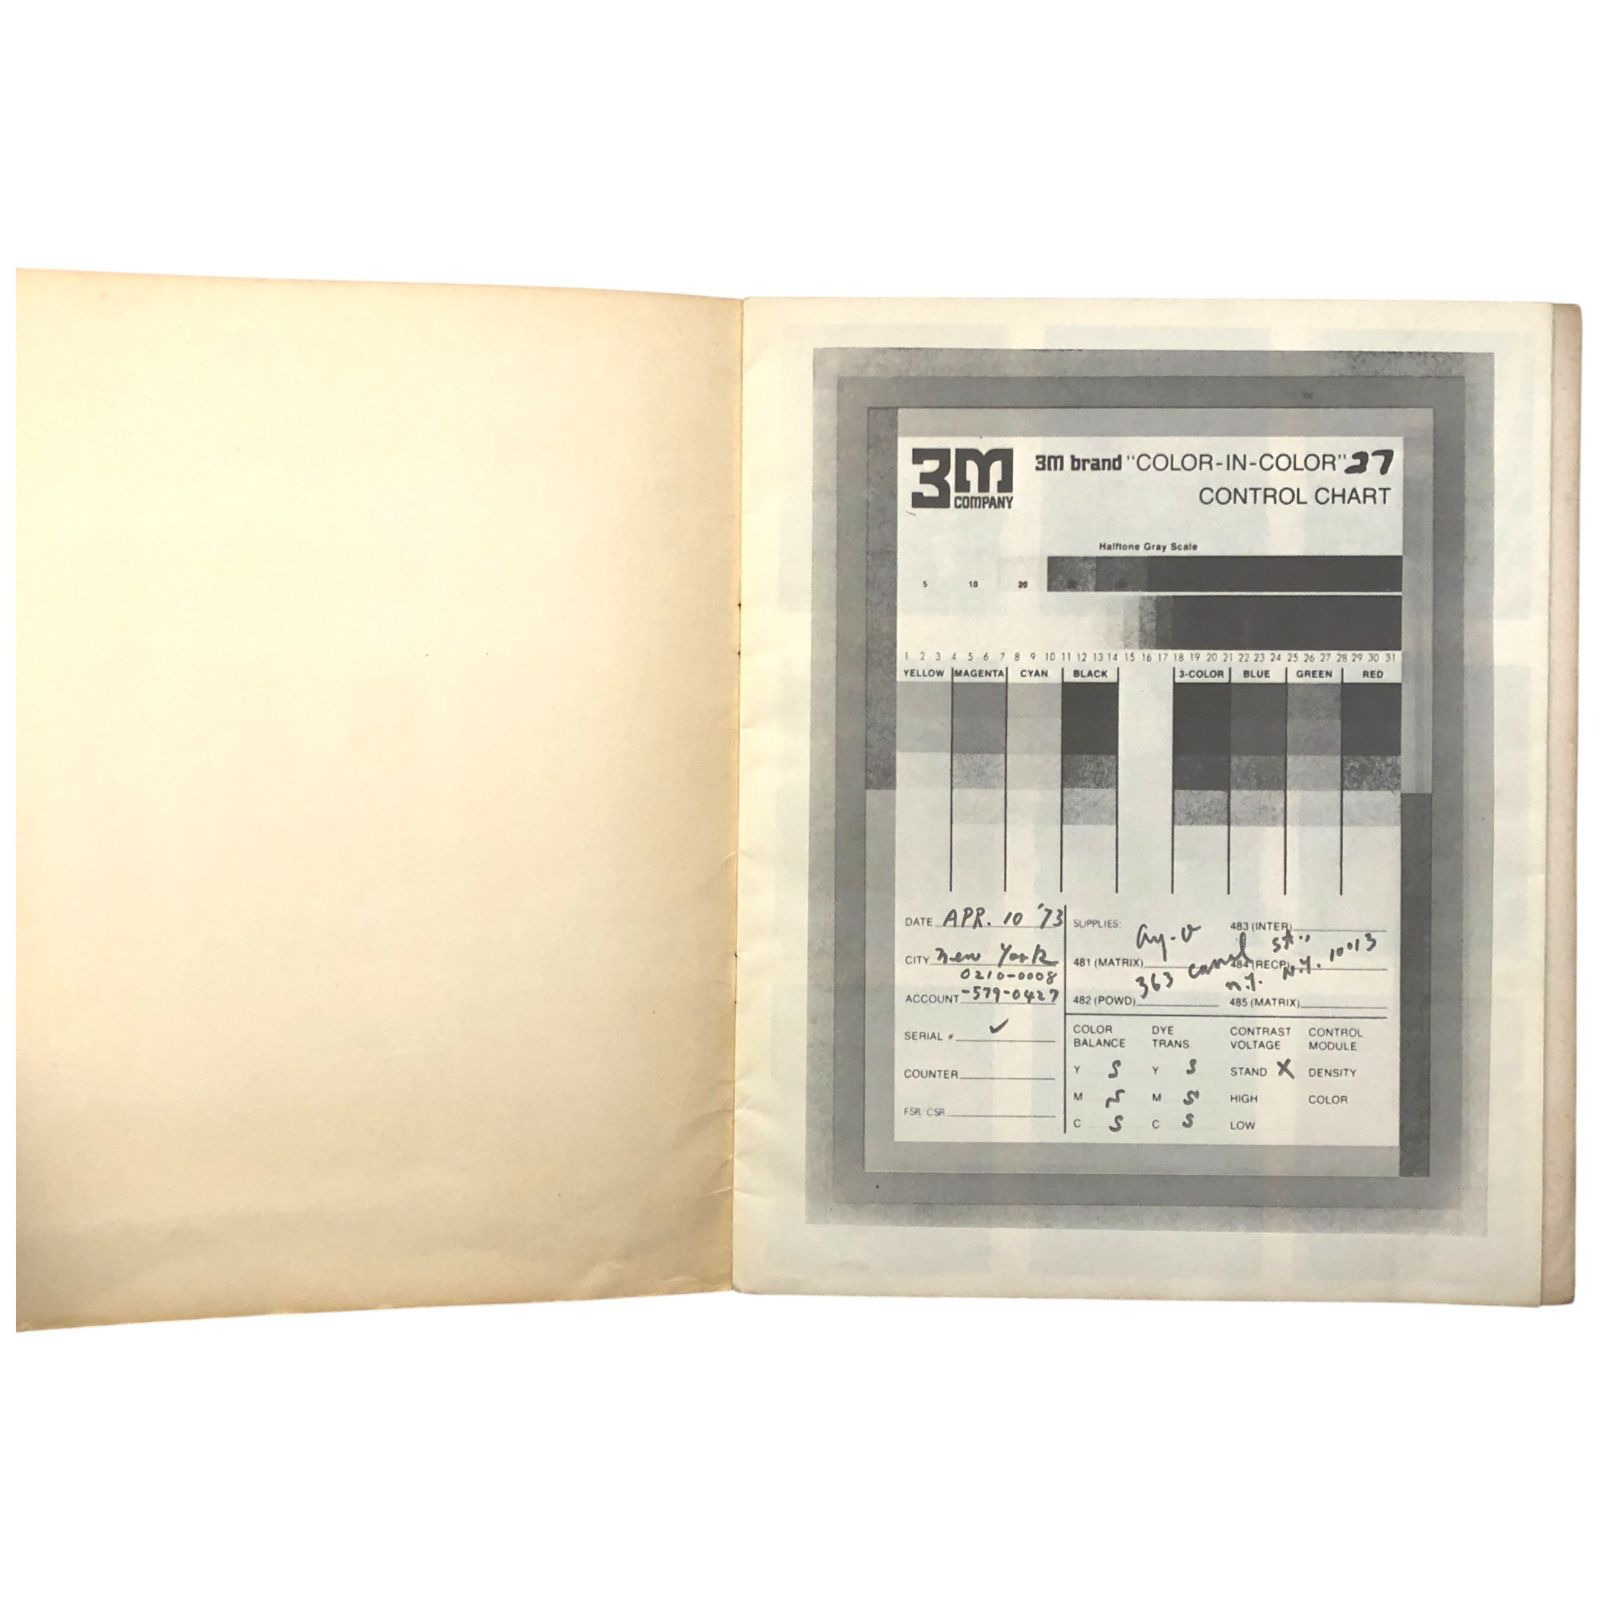 3M COMPANY
3M brand "COLOR-IN-COLOR" 27
CONTROL CHART
Halftone Gray Scale
5 10 20
1 2 3 4 5 6 7 8 9 10 11 12 13 14 15 16 17 18 19 20 21 22 23 24 25 26 27 28 29 30 31
YELLOW MAGENTA CYAN BLACK 3-COLOR BLUE GREEN RED
DATE APR. 10 '73
CITY New York
0210-0008
ACCOUNT -579-0427
SERIAL # ✓
COUNTER
FSR CSR
SUPPLIES: 483 (INTER)
ay-o
481 (MATRIX) 484 (RECP)
363 canal st. n.y. N.Y. 10013
482 (POWD) 485 (MATRIX)
COLOR BALANCE DYE TRANS. CONTRAST VOLTAGE CONTROL MODULE
Y S Y S STAND X DENSITY
M S M S HIGH COLOR
C S C S LOW